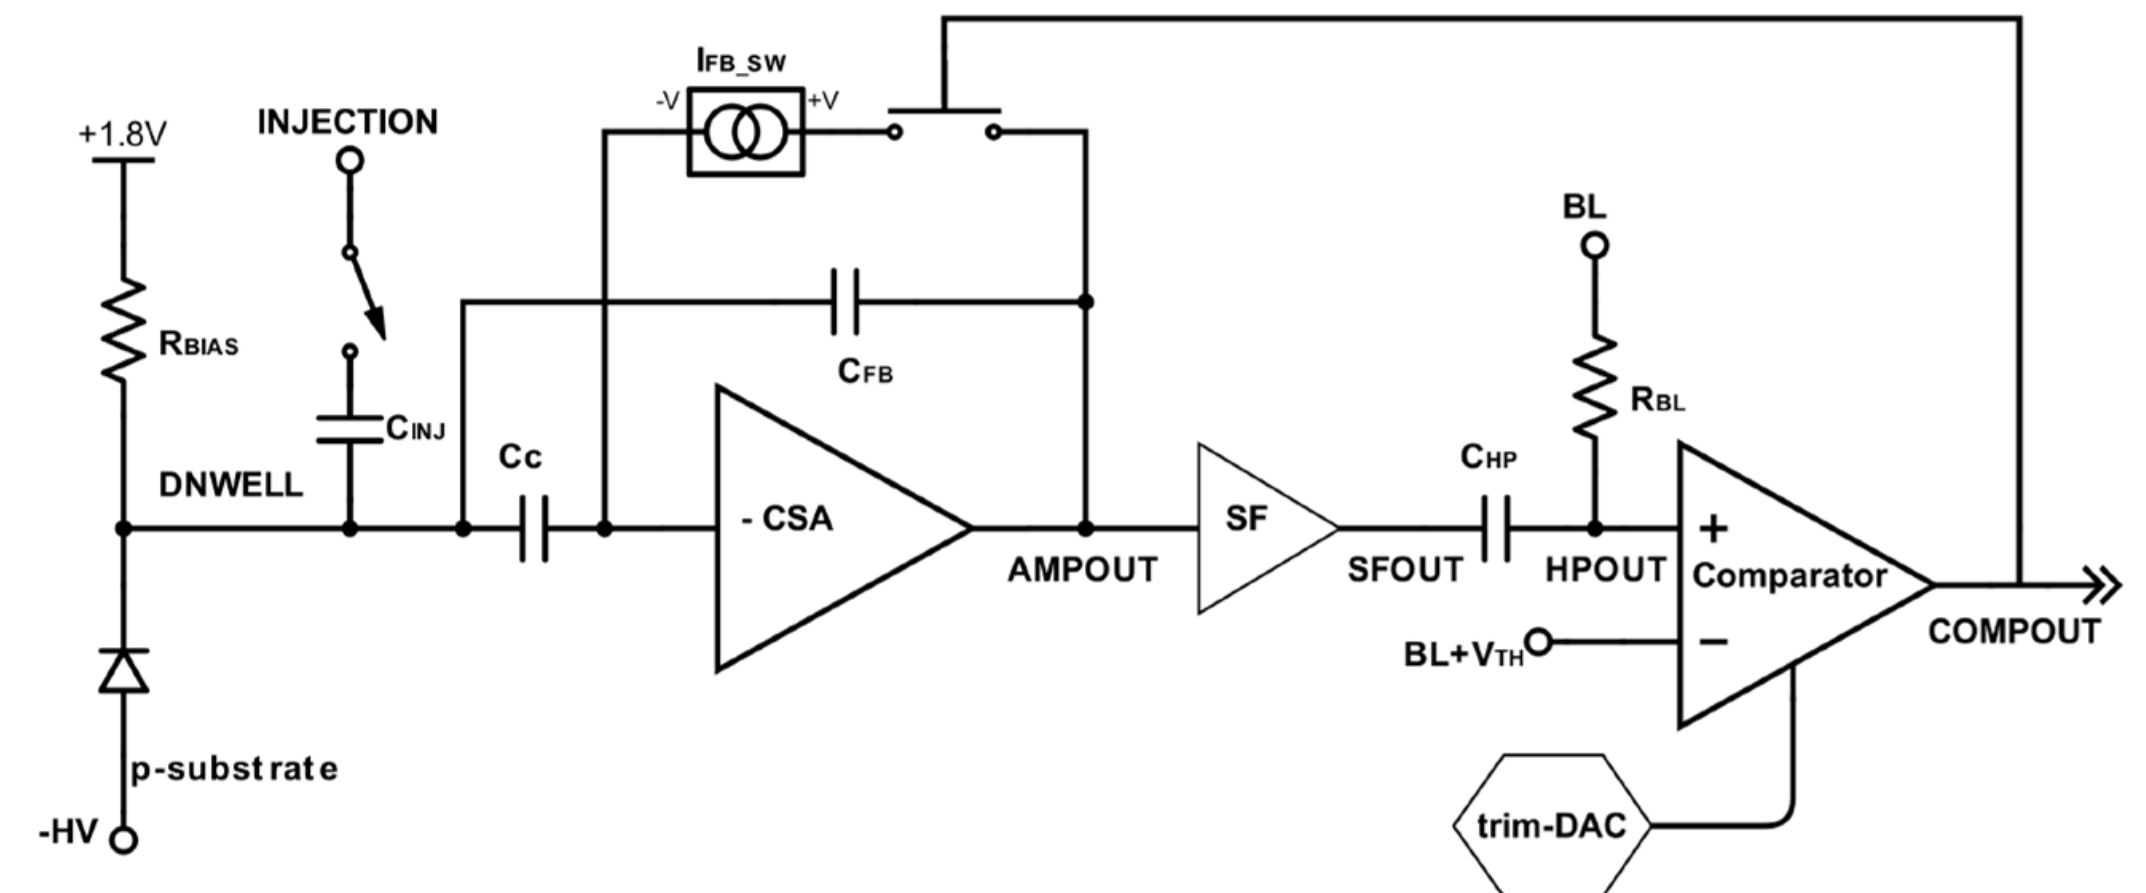 IFB_SW
-V
+V
INJECTION
+1.8V
BL
RBIAS
CFB
RBL
CINJ
Cc
CHP
DNWELL
- CSA
SF
+
AMPOUT
SFOUT
HPOUT
Comparator
COMPOUT
BL+VTH
−
p-substrate
trim-DAC
-HV